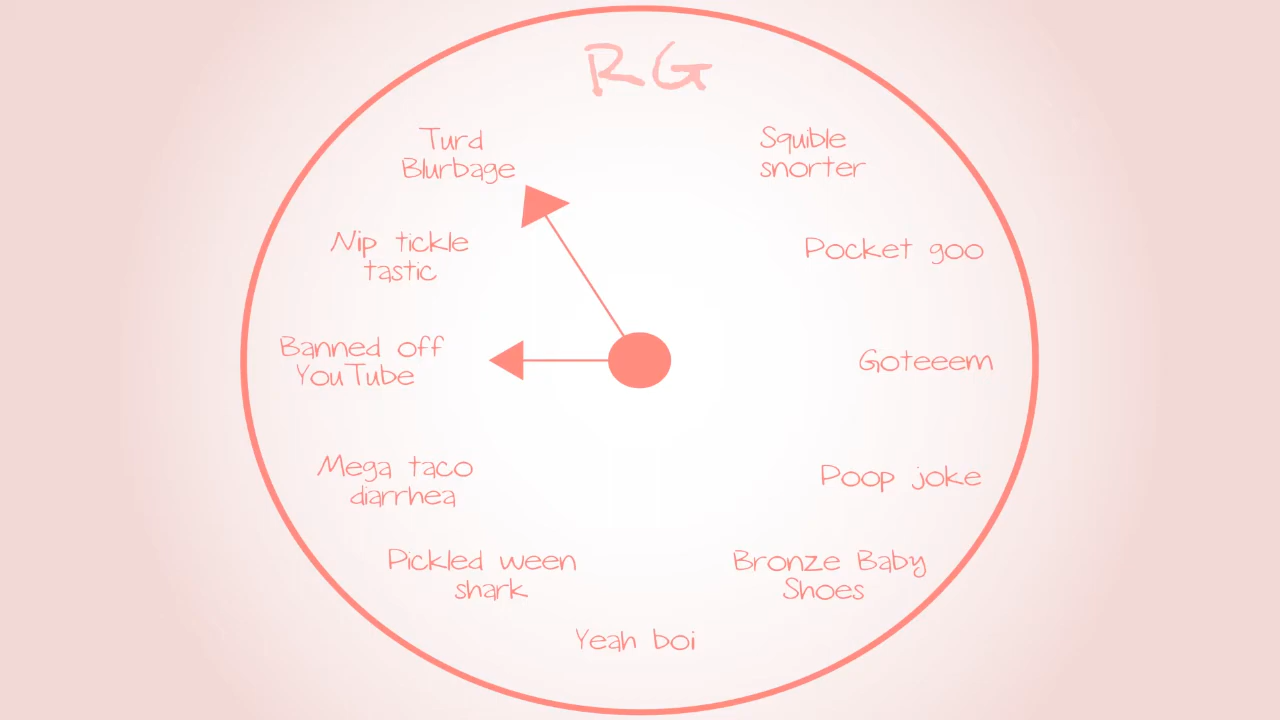 RG
Turd
Blurbage
Squible
snorter
Nip tickle
tastic
Pocket goo
Banned off
YouTube
Goteeem
Mega taco
diarrhea
Poop joke
Pickled ween
shark
Bronze Baby
Shoes
Yeah boi